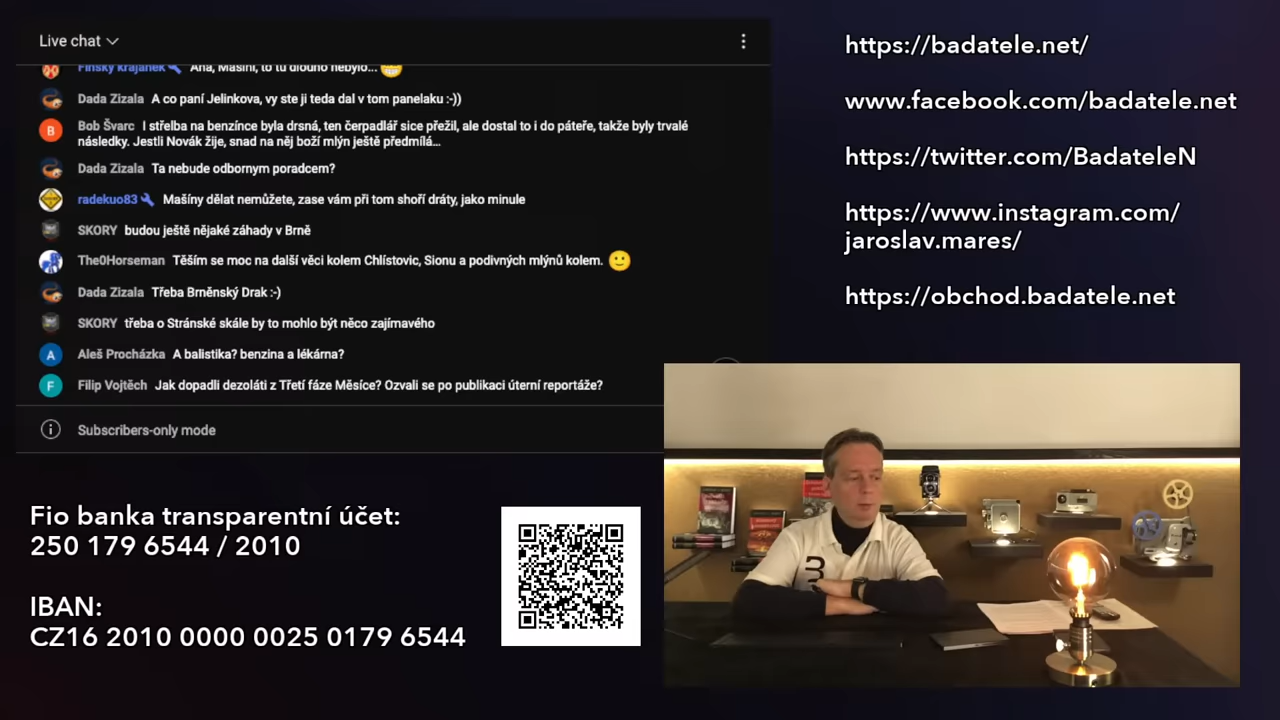 Live chat
Finský krajánek Aha, Mašíni, to tu dlouho nebylo...
Dada Zizala A co paní Jelinkova, vy ste ji teda dal v tom panelaku :-))
Bob Švarc I střelba na benzínce byla drsná, ten čerpadlář sice přežil, ale dostal to i do páteře, takže byly trvalé
následky. Jestli Novák žije, snad na něj boží mlýn ještě předmílá...
Dada Zizala Ta nebude odbornym poradcem?
radekuo83 Mašíny dělat nemůžete, zase vám při tom shoří dráty, jako minule
SKORY budou ještě nějaké záhady v Brně
The0Horseman Těším se moc na další věci kolem Chlístovic, Sionu a podivných mlýnů kolem.
Dada Zizala Třeba Brněnský Drak :-)
SKORY třeba o Stránské skále by to mohlo být něco zajímavého
A Aleš Procházka A balistika? benzina a lékárna?
F Filip Vojtěch Jak dopadli dezoláti z Třetí fáze Měsíce? Ozvali se po publikaci úterní reportáže?
Subscribers-only mode
https://badatele.net/
www.facebook.com/badatele.net
https://twitter.com/BadateleN
https://www.instagram.com/
jaroslav.mares/
https://obchod.badatele.net
Fio banka transparentní účet:
250 179 6544 / 2010
IBAN:
CZ16 2010 0000 0025 0179 6544